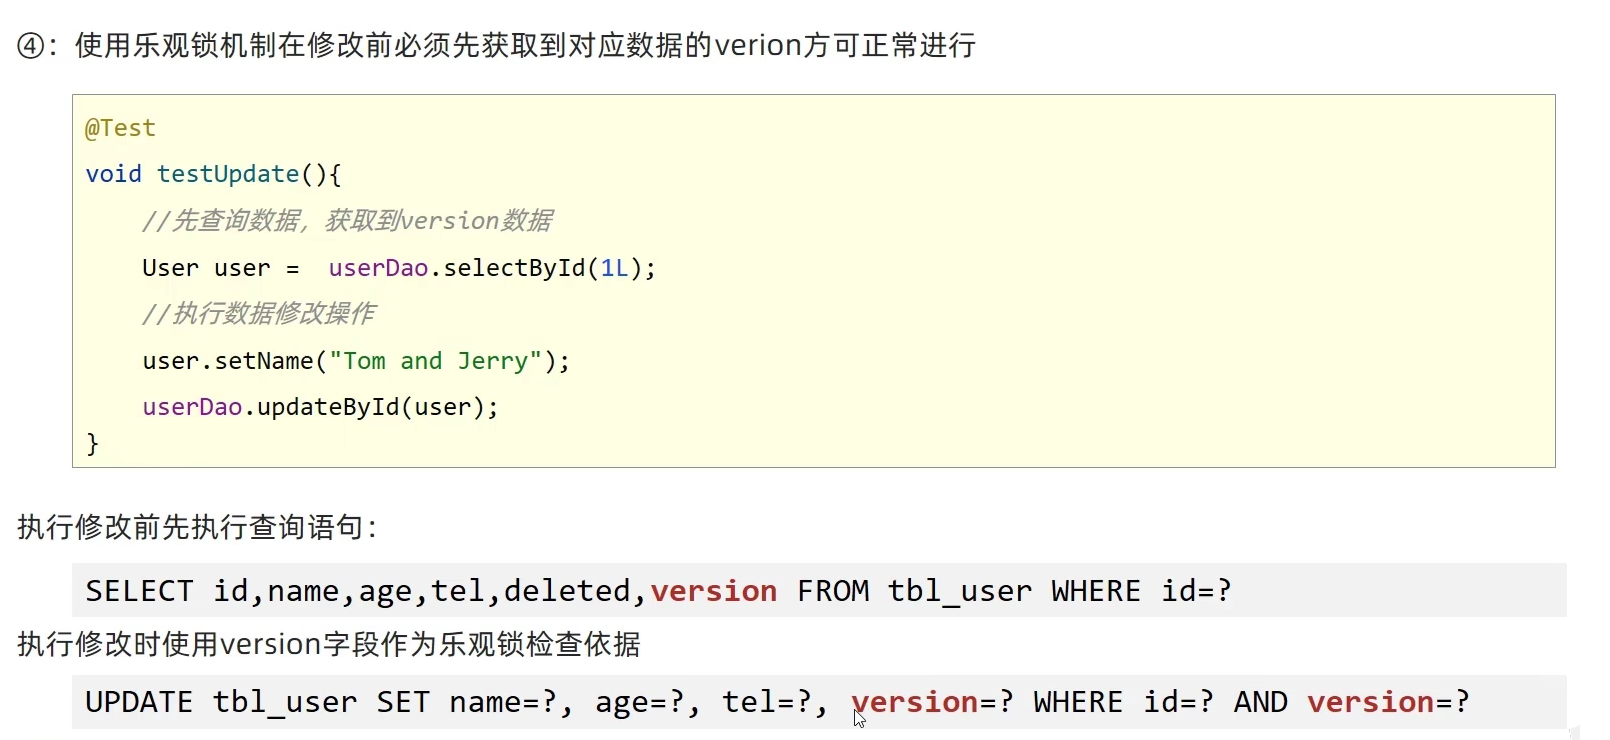 ④：使用乐观锁机制在修改前必须先获取到对应数据的verion方可正常进行
@Test
void testUpdate(){
//先查询数据，获取到version数据
User user =  userDao.selectById(1L);
//执行数据修改操作
user.setName("Tom and Jerry");
userDao.updateById(user);
}
执行修改前先执行查询语句：
SELECT id,name,age,tel,deleted,version FROM tbl_user WHERE id=?
执行修改时使用version字段作为乐观锁检查依据
UPDATE tbl_user SET name=?, age=?, tel=?, version=? WHERE id=? AND version=?